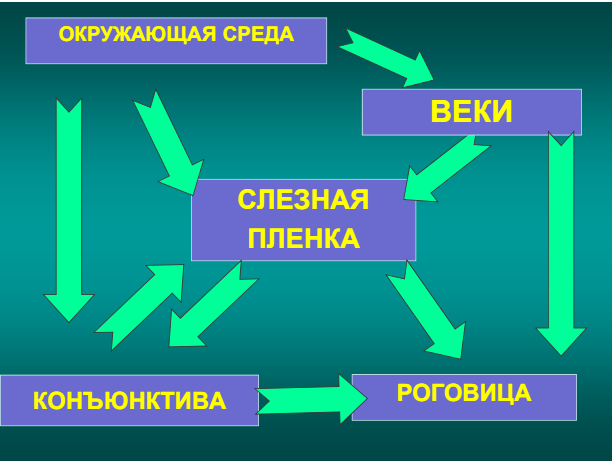 ОКРУЖАЮЩАЯ СРЕДА
ВЕКИ
СЛЕЗНАЯ
ПЛЕНКА
КОНЪЮНКТИВА
РОГОВИЦА